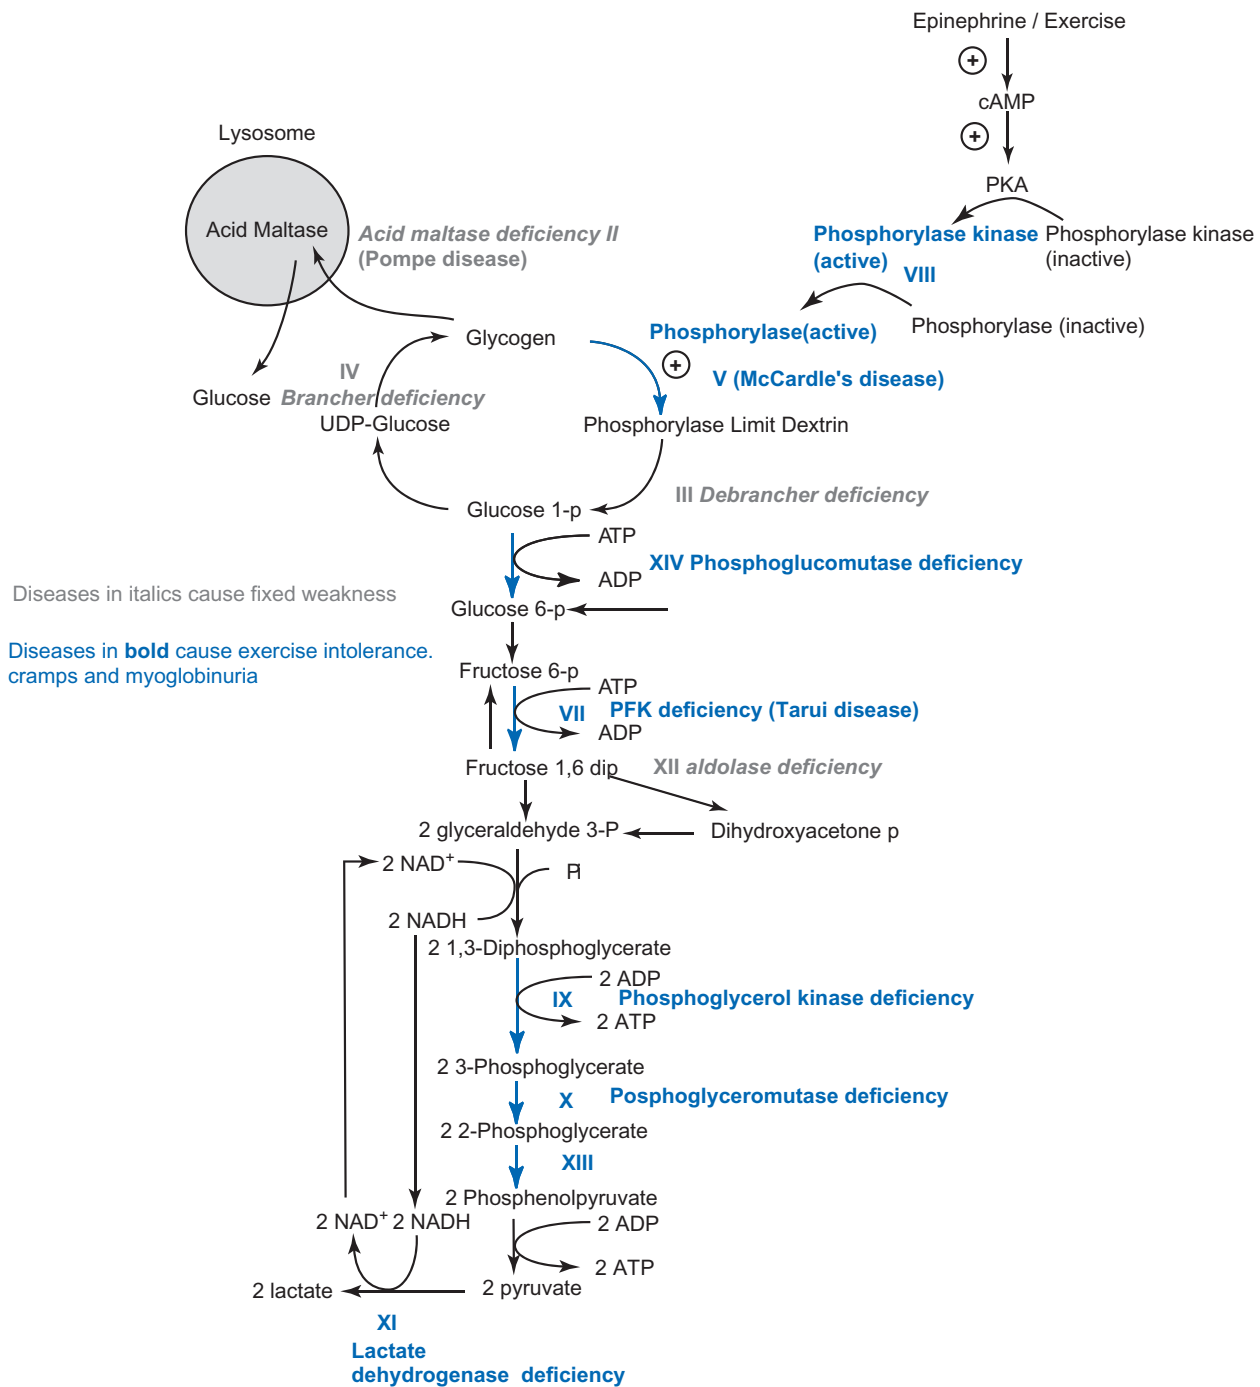 Epinephrine / Exercise
+
cAMP
+
PKA
Lysosome
Acid Maltase
Acid maltase deficiency II
(Pompe disease)
Phosphorylase kinase
(active)
Phosphorylase kinase
(inactive)
VIII
Phosphorylase(active)
Phosphorylase (inactive)
Glycogen
+
V (McCardle's disease)
IV
Glucose
Brancher deficiency
UDP-Glucose
Phosphorylase Limit Dextrin
III Debrancher deficiency
Glucose 1-p
ATP
XIV Phosphoglucomutase deficiency
ADP
Diseases in italics cause fixed weakness
Glucose 6-p
Diseases in bold cause exercise intolerance.
cramps and myoglobinuria
Fructose 6-p
ATP
VII
PFK deficiency (Tarui disease)
ADP
Fructose 1,6 dip
XII aldolase deficiency
2 glyceraldehyde 3-P
Dihydroxyacetone p
2 NAD+
Pi
2 NADH
2 1,3-Diphosphoglycerate
2 ADP
IX
Phosphoglycerol kinase deficiency
2 ATP
2 3-Phosphoglycerate
X
Posphoglyceromutase deficiency
2 2-Phosphoglycerate
XIII
2 Phosphenolpyruvate
2 NAD+ 2 NADH
2 ADP
2 ATP
2 lactate
2 pyruvate
XI
Lactate
dehydrogenase deficiency